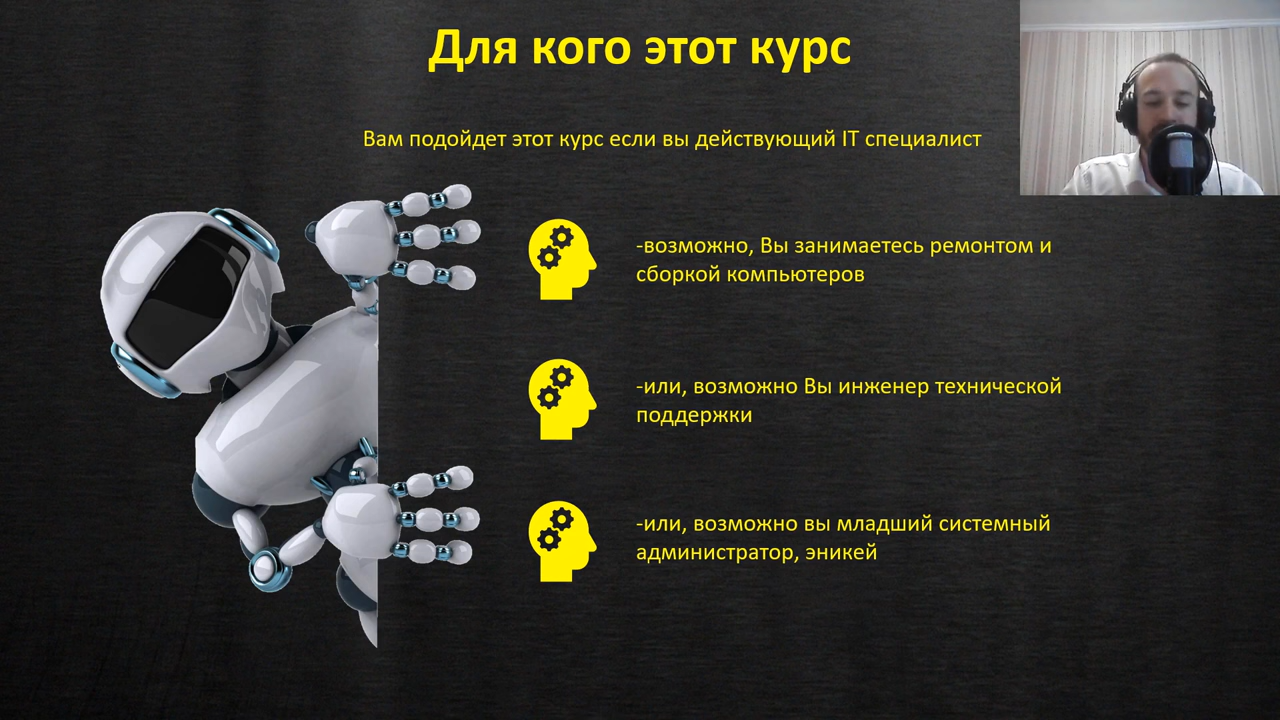 Для кого этот курс
Вам подойдет этот курс если вы действующий IT специалист
-возможно, Вы занимаетесь ремонтом и
сборкой компьютеров
-или, возможно Вы инженер технической
поддержки
-или, возможно вы младший системный
администратор, эникей